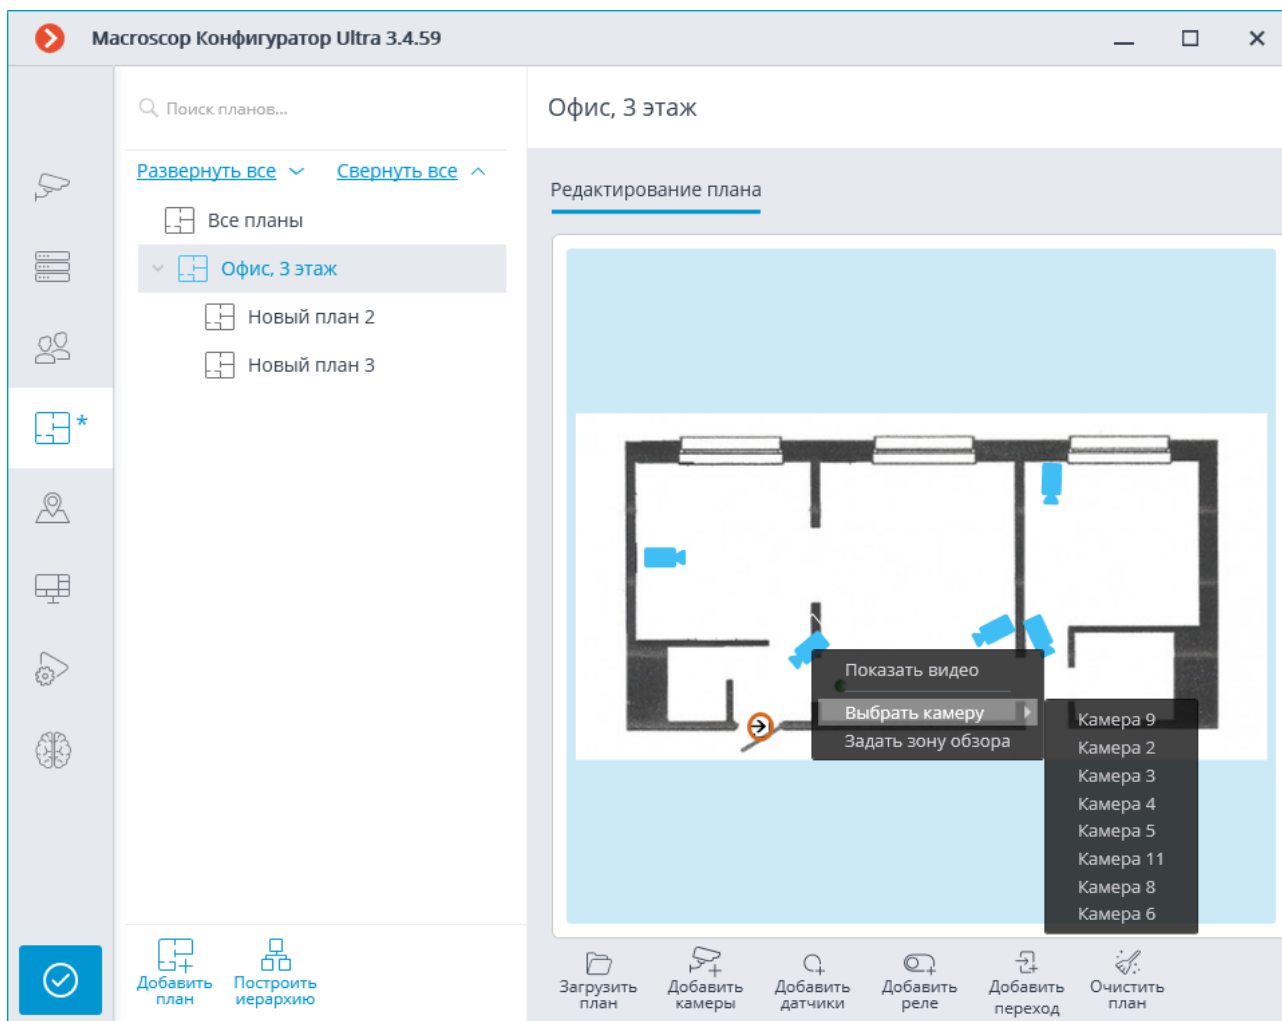 Macroscop Конфигуратор Ultra 3.4.59
Поиск планов...
Развернуть все
Свернуть все
Все планы
Офис, 3 этаж
Новый план 2
Новый план 3
*
Добавить
план
Построить
иерархию
Офис, 3 этаж
Редактирование плана
Показать видео
Выбрать камеру
Задать зону обзора
Камера 9
Камера 2
Камера 3
Камера 4
Камера 5
Камера 11
Камера 8
Камера 6
Загрузить
план
Добавить
камеры
Добавить
датчики
Добавить
реле
Добавить
переход
Очистить
план